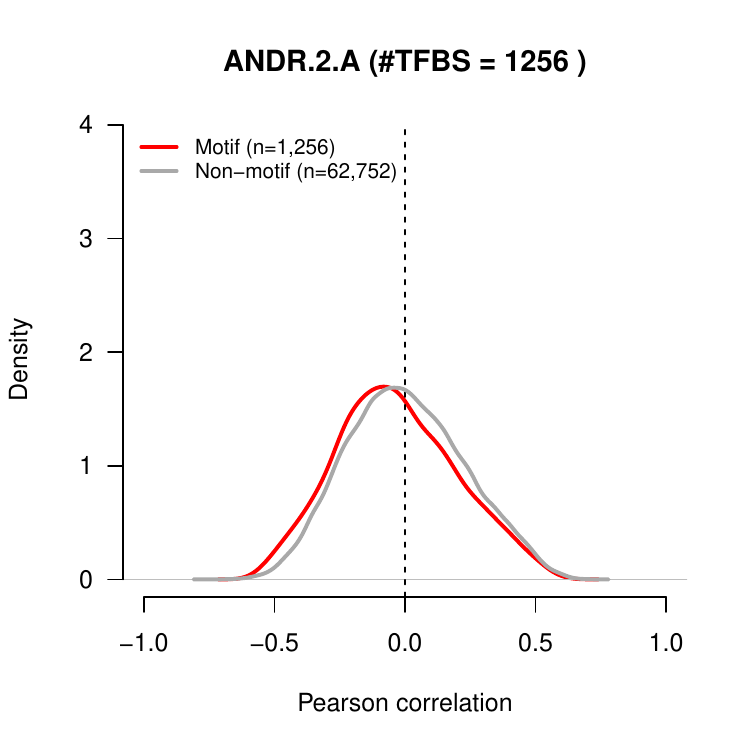 ANDR.2.A (#TFBS = 1256 )
4
3
2
1
0
Density
Motif (n=1,256)
Non−motif (n=62,752)
−1.0 −0.5 0.0 0.5 1.0
Pearson correlation